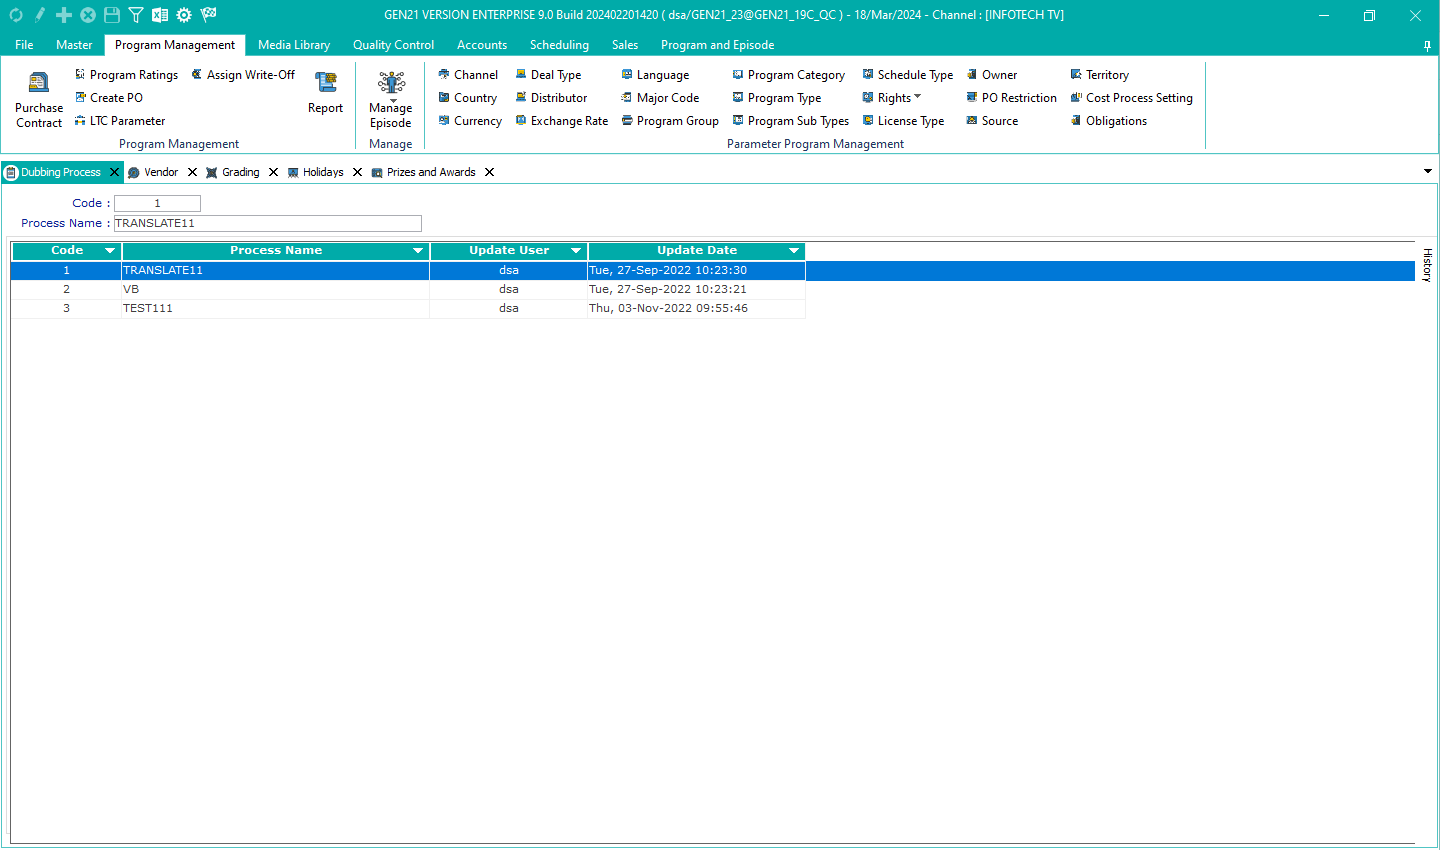 GEN21 VERSION ENTERPRISE 9.0 Build 202402201420 ( dsa/GEN21_23@GEN21_19C_QC ) - 18/Mar/2024 - Channel : [INFOTECH TV]
File Master Program Management Media Library Quality Control Accounts Scheduling Sales Program and Episode
Purchase Contract
Program Ratings
Create PO
LTC Parameter
Assign Write-Off
Report
Program Management
Manage Episode
Manage
Channel Deal Type Language Program Category Schedule Type Owner Territory
Country Distributor Major Code Program Type Rights PO Restriction Cost Process Setting
Currency Exchange Rate Program Group Program Sub Types License Type Source Obligations
Parameter Program Management
Dubbing Process Vendor Grading Holidays Prizes and Awards
Code : 1
Process Name : TRANSLATE11
Code Process Name Update User Update Date
1 TRANSLATE11 dsa Tue, 27-Sep-2022 10:23:30
2 VB dsa Tue, 27-Sep-2022 10:23:21
3 TEST111 dsa Thu, 03-Nov-2022 09:55:46
History